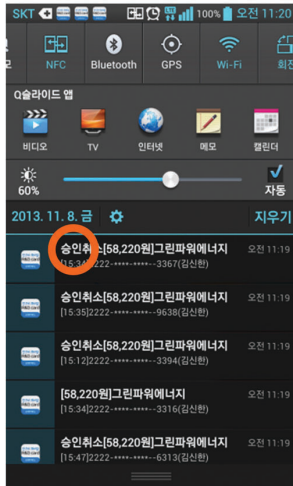 SKT 100% 오전 11:20
모 NFC Bluetooth GPS Wi-Fi 회전
Q슬라이드 앱
비디오 TV 인터넷 메모 캘린더
60% 자동
2013. 11. 8. 금 지우기
승인취소[58,220원]그린파워에너지 오전 11:19
[15:34]2222-****-****--3367(김신한)
승인취소[58,220원]그린파워에너지 오전 11:19
[15:35]2222-****-****--9638(김신한)
승인취소[58,220원]그린파워에너지 오전 11:19
[15:12]2222-****-****--3394(김신한)
[58,220원]그린파워에너지 오전 11:19
[15:34]2222-****-****--3316(김신한)
승인취소[58,220원]그린파워에너지 오전 11:19
[15:47]2222-****-****--6313(김신한)